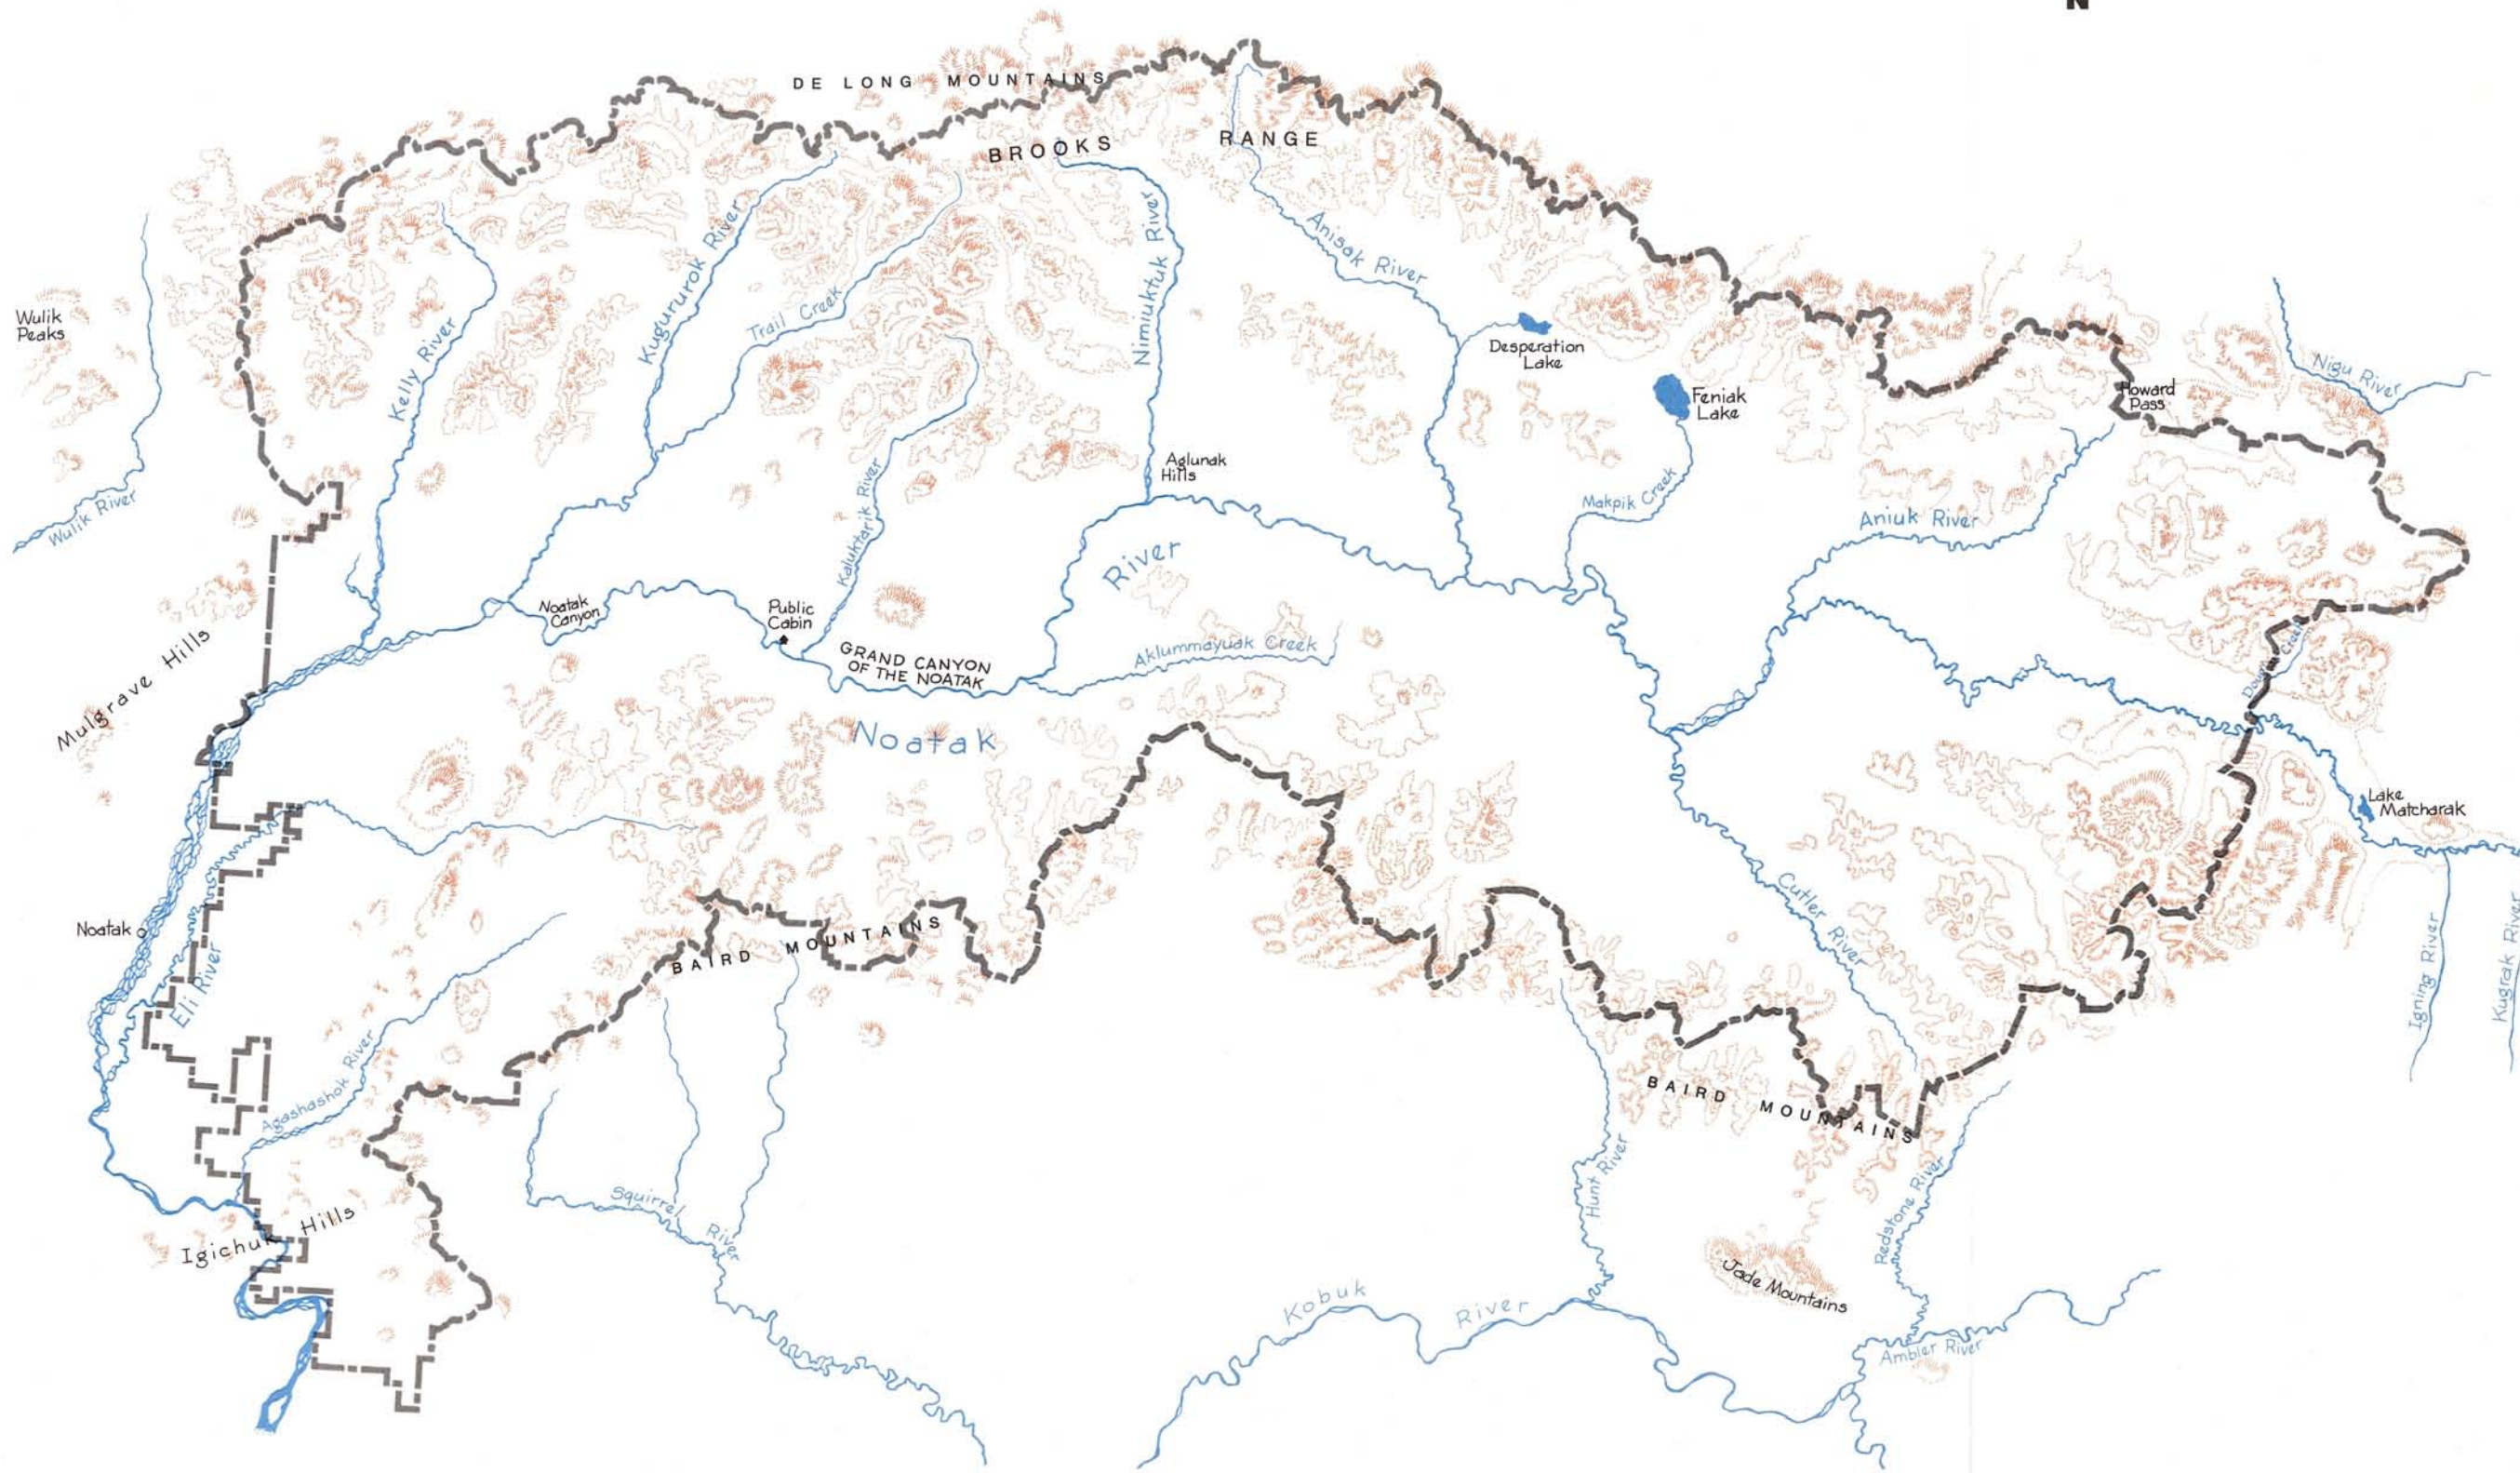 N
DE LONG MOUNTAINS
BROOKS RANGE
Wulik
Peaks
Kelly River
Kugururok River
Trail Creek
Nimiuktuk River
Anisak River
Desperation
Lake
Feniak
Lake
Howard
Pass
Nigu River
Wulik River
Kaluktarik River
Aglunak
Hills
Makpik Creek
Aniuk River
Mulgrave Hills
Noatak
Canyon
Public
Cabin
GRAND CANYON
OF THE NOATAK
River
Aklummayuak Creek
Creek
Noatak
Lake
Matcharak
Noatak
Eli River
BAIRD MOUNTAINS
Cutler River
Igning River
Kugrak River
Agashashok River
BAIRD MOUNTAINS
Squirrel River
Hunt River
Redstone River
Igichuk Hills
Jade Mountains
Kobuk River
Ambler River